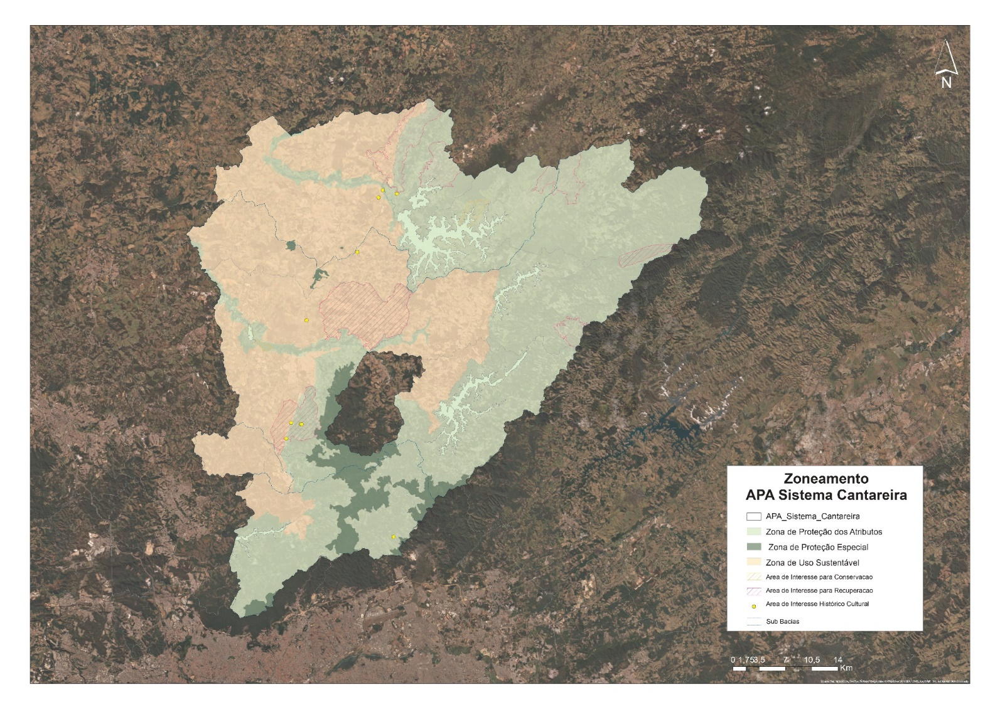 N
Zoneamento
APA Sistema Cantareira
APA_Sistema_Cantareira
Zona de Proteção dos Atributos
Zona de Proteção Especial
Zona de Uso Sustentável
Area de Interesse para Conservacao
Area de Interesse para Recuperacao
Area de Interesse Histórico Cultural
Sub Bacias
0 1,753,5 7 10,5 14
Km